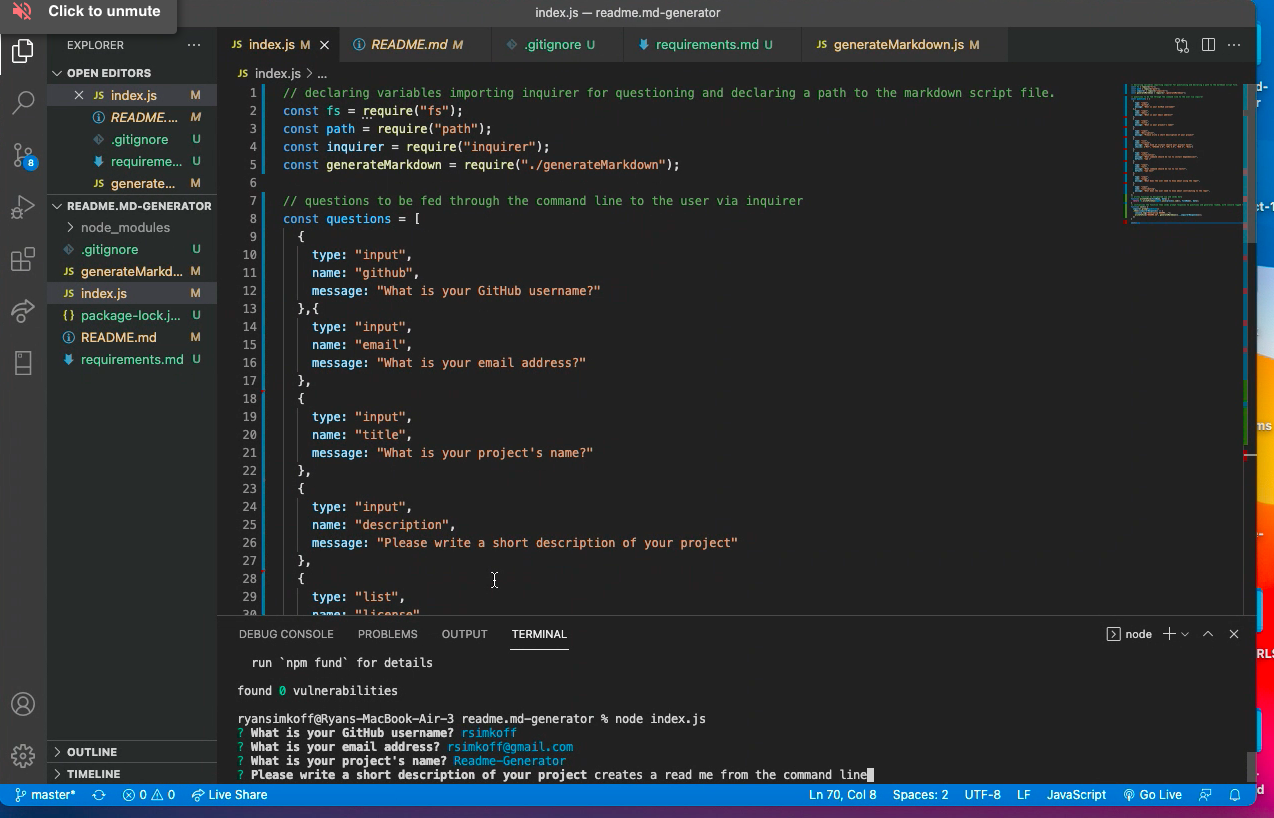 Click to unmute
index.js — readme.md-generator
EXPLORER ...
JS index.js M
README.md M
.gitignore U
requirements.md U
JS generateMarkdown.js M
OPEN EDITORS
JS index.js M
README.... M
.gitignore U
requireme... U
JS generate... M
README.MD-GENERATOR
node_modules
.gitignore U
JS generateMarkd... M
JS index.js M
{} package-lock.j... U
README.md M
requirements.md U
8
OUTLINE
TIMELINE
JS index.js > ...
1 // declaring variables importing inquirer for questioning and declaring a path to the markdown script file.
2 const fs = require("fs");
3 const path = require("path");
4 const inquirer = require("inquirer");
5 const generateMarkdown = require("./generateMarkdown");
6
7 // questions to be fed through the command line to the user via inquirer
8 const questions = [
9 {
10 type: "input",
11 name: "github",
12 message: "What is your GitHub username?"
13 },{
14 type: "input",
15 name: "email",
16 message: "What is your email address?"
17 },
18 {
19 type: "input",
20 name: "title",
21 message: "What is your project's name?"
22 },
23 {
24 type: "input",
25 name: "description",
26 message: "Please write a short description of your project"
27 },
28 {
29 type: "list",
30 name: "license"
DEBUG CONSOLE PROBLEMS OUTPUT TERMINAL
node
run `npm fund` for details
found 0 vulnerabilities
ryansimkoff@Ryans-MacBook-Air-3 readme.md-generator % node index.js
? What is your GitHub username? rsimkoff
? What is your email address? rsimkoff@gmail.com
? What is your project's name? Readme-Generator
? Please write a short description of your project creates a read me from the command line
master* 0 0 Live Share
Ln 70, Col 8 Spaces: 2 UTF-8 LF JavaScript Go Live